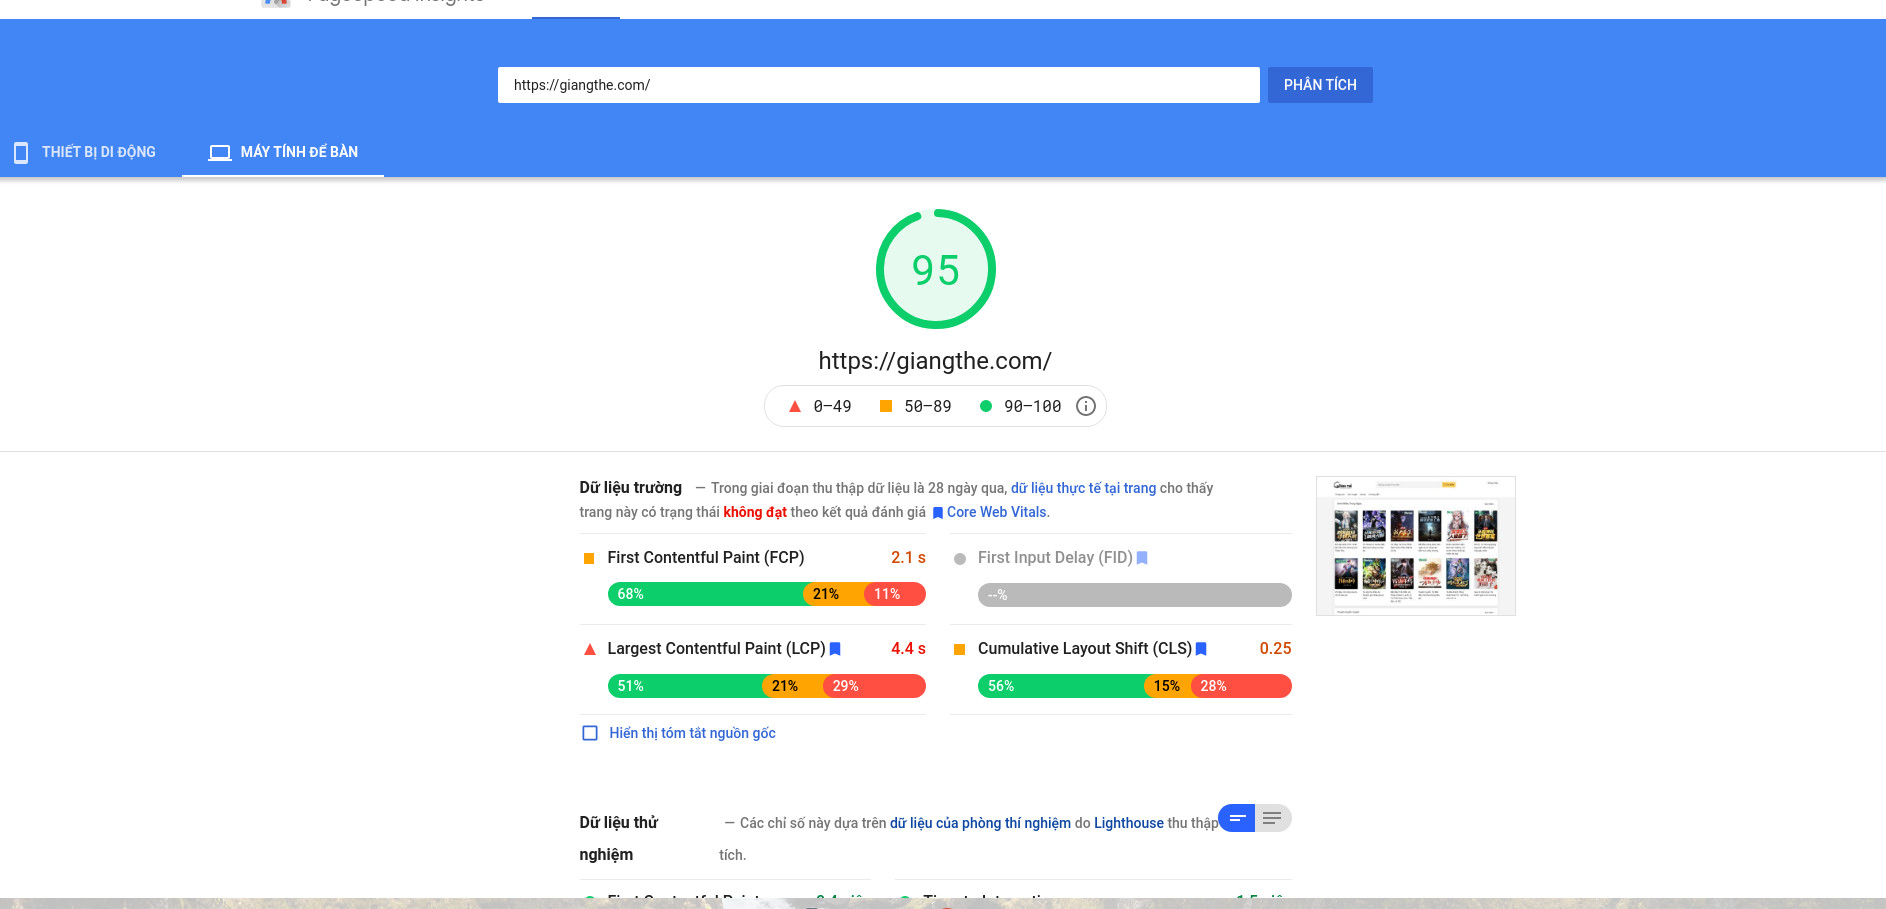 https://giangthe.com/
PHÂN TÍCH
THIẾT BỊ DI ĐỘNG
MÁY TÍNH ĐỂ BÀN
95
https://giangthe.com/
0–49
50–89
90–100
Dữ liệu trường — Trong giai đoạn thu thập dữ liệu là 28 ngày qua, dữ liệu thực tế tại trang cho thấy
trang này có trạng thái không đạt theo kết quả đánh giá Core Web Vitals.
First Contentful Paint (FCP) 2.1 s
68% 21% 11%
First Input Delay (FID)
--%
Largest Contentful Paint (LCP) 4.4 s
51% 21% 29%
Cumulative Layout Shift (CLS) 0.25
56% 15% 28%
Hiển thị tóm tắt nguồn gốc
Dữ liệu thử
nghiệm
— Các chỉ số này dựa trên dữ liệu của phòng thí nghiệm do Lighthouse thu thập
tích.